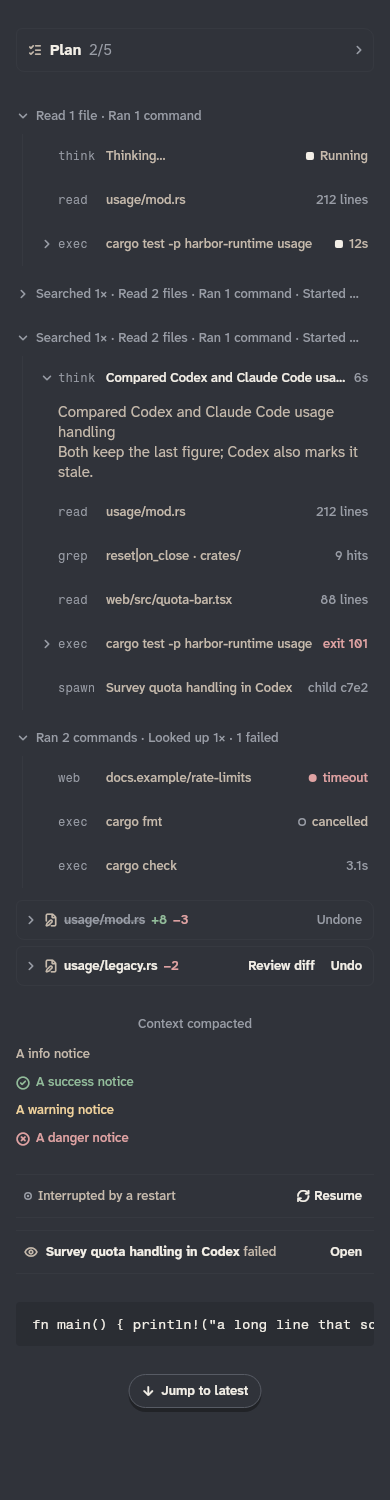 Plan 2/5
Read 1 file · Ran 1 command
think Thinking… Running
read usage/mod.rs 212 lines
exec cargo test -p harbor-runtime usage 12s
Searched 1× · Read 2 files · Ran 1 command · Started …
Searched 1× · Read 2 files · Ran 1 command · Started …
think Compared Codex and Claude Code usa… 6s
Compared Codex and Claude Code usage
handling
Both keep the last figure; Codex also marks it
stale.
read usage/mod.rs 212 lines
grep reset|on_close · crates/ 9 hits
read web/src/quota-bar.tsx 88 lines
exec cargo test -p harbor-runtime usage exit 101
spawn Survey quota handling in Codex child c7e2
Ran 2 commands · Looked up 1× · 1 failed
web docs.example/rate-limits timeout
exec cargo fmt cancelled
exec cargo check 3.1s
usage/mod.rs +8 −3 Undone
usage/legacy.rs −2 Review diff Undo
Context compacted
A info notice
A success notice
A warning notice
A danger notice
Interrupted by a restart Resume
Survey quota handling in Codex failed Open
fn main() { println!("a long line that sc
Jump to latest